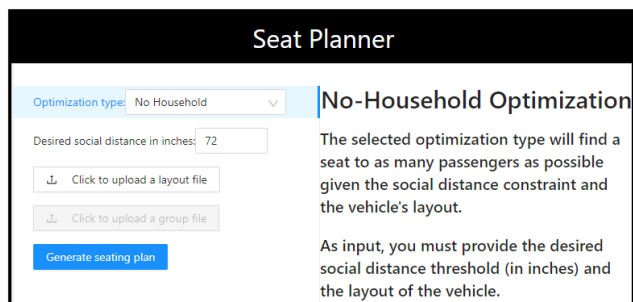 Seat Planner
Optimization type: No Household
Desired social distance in inches: 72
Click to upload a layout file
Click to upload a group file
Generate seating plan
No-Household Optimization
The selected optimization type will find a
seat to as many passengers as possible
given the social distance constraint and
the vehicle's layout.
As input, you must provide the desired
social distance threshold (in inches) and
the layout of the vehicle.